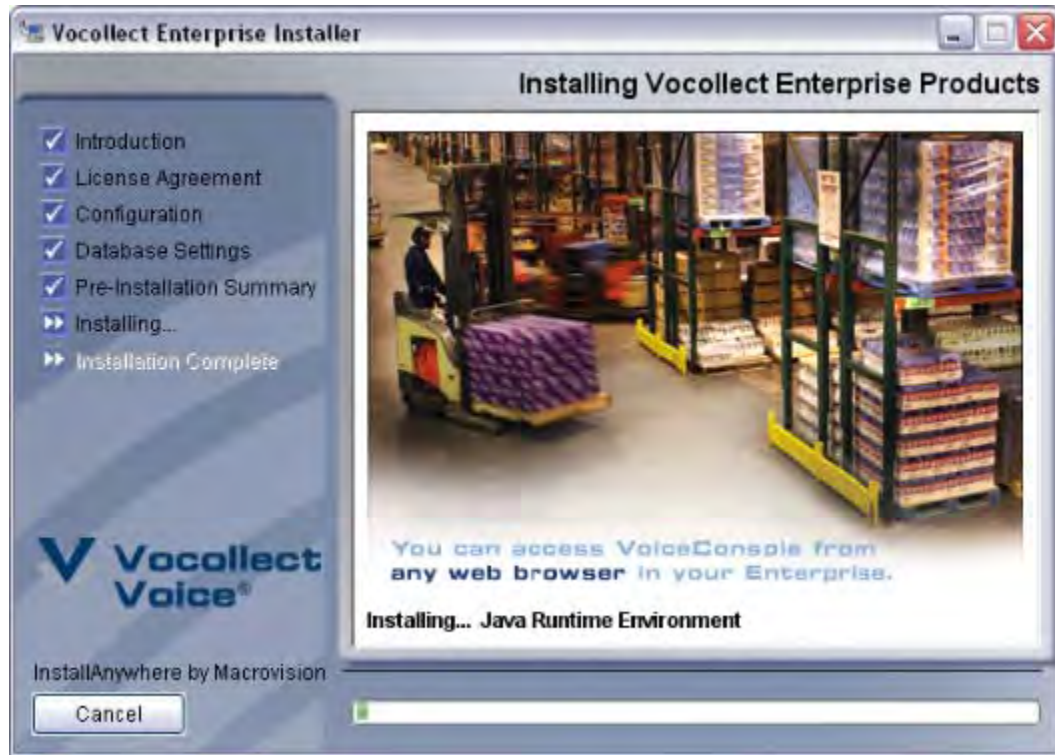 Vocollect Enterprise Installer
Installing Vocollect Enterprise Products
Introduction
License Agreement
Configuration
Database Settings
Pre-Installation Summary
Installing...
Installation Complete
You can access VoiceConsole from
any web browser in your Enterprise.
Vocollect
Voice®
Installing... Java Runtime Environment
InstallAnywhere by Macrovision
Cancel